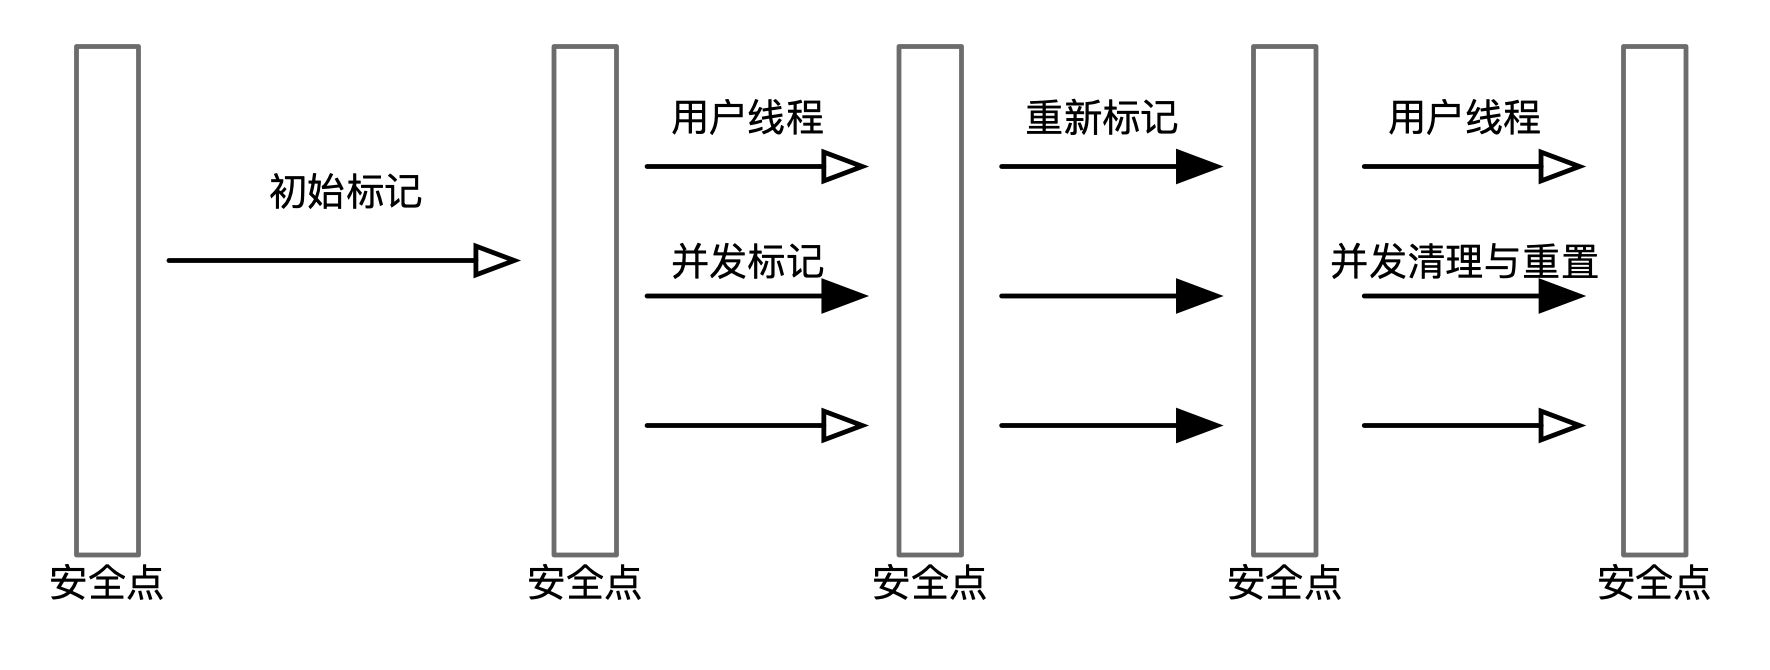 用户线程
重新标记
用户线程
初始标记
并发标记
并发清理与重置
安全点
安全点
安全点
安全点
安全点